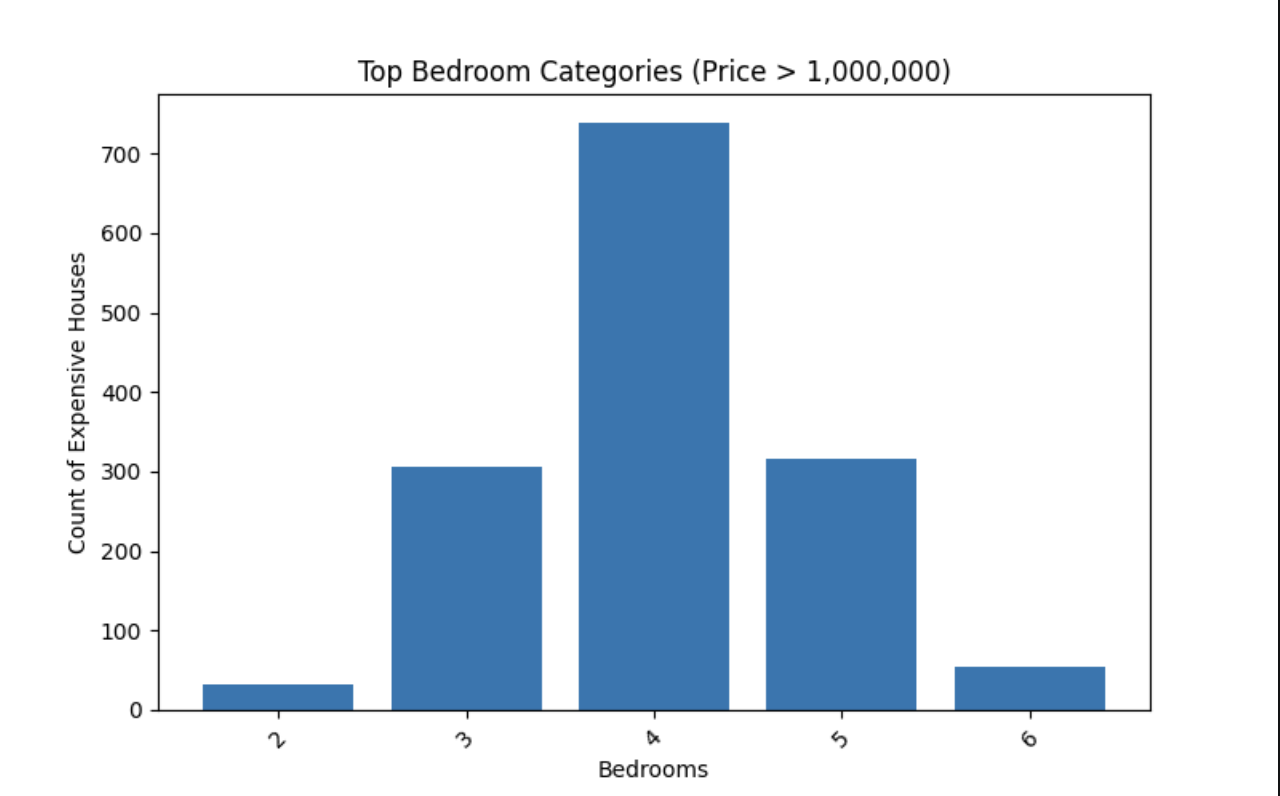 Top Bedroom Categories (Price > 1,000,000)
Count of Expensive Houses
700
600
500
400
300
200
100
0
2 3 4 5 6
Bedrooms